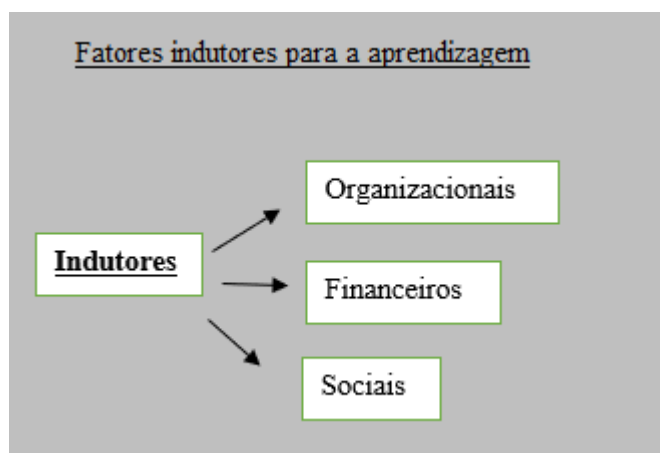 Fatores indutores para a aprendizagem
Organizacionais
Indutores
Financeiros
Sociais